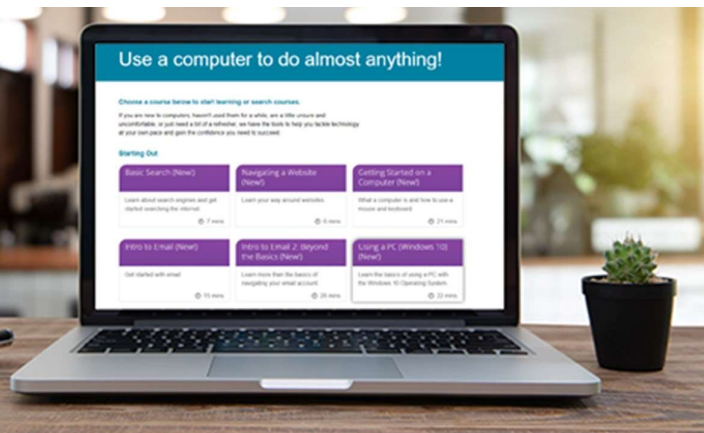 Use a computer to do almost anything!
Choose a course below to start learning or search courses.
If you are new to computers, haven't used them for a while, are a little unsure and
uncomfortable, or just need a bit of a refresher, we have the tools to help you tackle technology
at your own pace and gain the confidence you need to succeed.
Starting Out
Basic Search (New!)
Learn about search engines and get
started searching the internet.
7 mins
Navigating a Website
(New!)
Learn your way around websites.
6 mins
Getting Started on a
Computer (New!)
What a computer is and how to use a
mouse and keyboard.
21 mins
Intro to Email (New!)
Get started with email
15 mins
Intro to Email 2: Beyond
the Basics (New!)
Learn more than the basics of
navigating your email account.
26 mins
Using a PC (Windows 10)
(New!)
Learn the basics of using a PC with
the Windows 10 Operating System.
22 mins